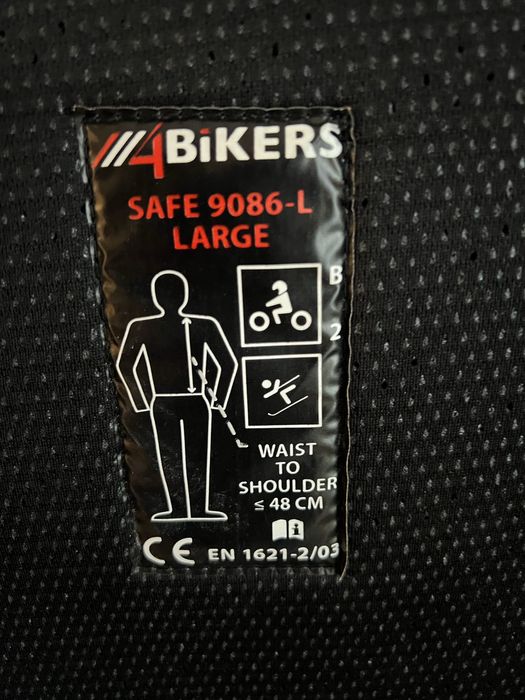 ///4BiKERS
SAFE 9086-L
LARGE
B
2
WAIST
TO
SHOULDER
≤ 48 CM
i
CE EN 1621-2/03